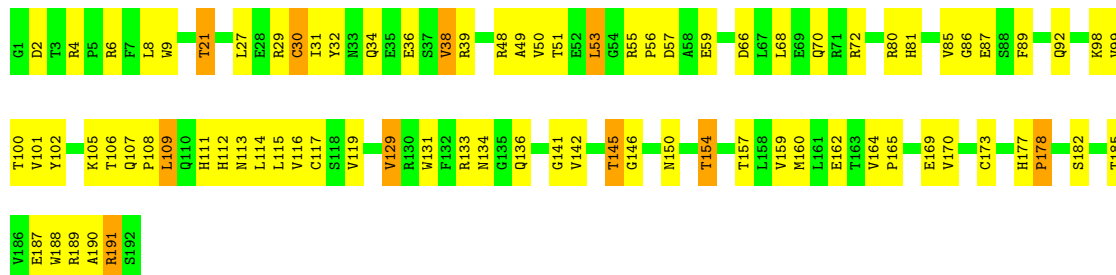 G1 D2 T3 R4 P5 R6 F7 L8 W9 T21 L27 E28 R29 C30 I31 Y32 N33 Q34 E35 E36 S37 V38 R39 R48 A49 V50 T51 E52 L53 G54 R55 P56 D57 A58 E59 D66 L67 L68 E69 Q70 R71 R72 R80 H81 V85 G86 E87 S88 F89 Q92 K98
T100 V101 Y102 K105 T106 Q107 P108 L109 Q110 H111 H112 N113 L114 L115 V116 C117 S118 V119 V129 R130 W131 F132 R133 N134 G135 Q136 G141 V142 T145 G146 N150 T154 T157 L158 V159 M160 L161 E162 T163 V164 P165 E169 V170 C173 H177 P178 S182
V186 E187 W188 R189 A190 R191 S192